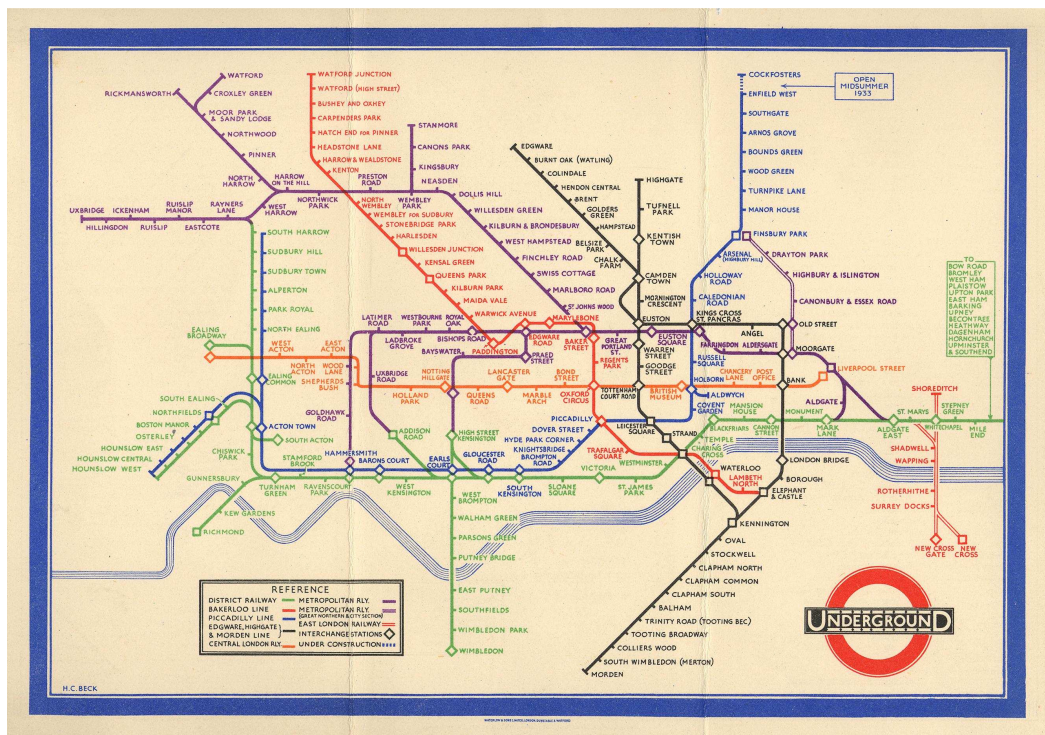 WATFORD
CROXLEY GREEN
RICKMANSWORTH
MOOR PARK
& SANDY LODGE
NORTHWOOD
PINNER
NORTH
HARROW
HARROW
ON THE HILL
NORTHWICK
PARK
PRESTON
ROAD
WEMBLEY
PARK
WATFORD JUNCTION
WATFORD (HIGH STREET)
BUSHEY AND OXHEY
CARPENDERS PARK
HATCH END FOR PINNER
HEADSTONE LANE
HARROW & WEALDSTONE
KENTON
NORTH
WEMBLEY
WEMBLEY FOR SUDBURY
STONEBRIDGE PARK
HARLESDEN
WILLESDEN JUNCTION
KENSAL GREEN
QUEENS PARK
KILBURN PARK
MAIDA VALE
WARWICK AVENUE
STANMORE
CANONS PARK
KINGSBURY
NEASDEN
DOLLIS HILL
WILLESDEN GREEN
KILBURN & BRONDESBURY
WEST HAMPSTEAD
FINCHLEY ROAD
SWISS COTTAGE
MARLBORO ROAD
ST. JOHNS WOOD
EDGWARE
BURNT OAK (WATLING)
COLINDALE
HENDON CENTRAL
BRENT
GOLDERS
GREEN
HAMPSTEAD
BELSIZE
PARK
CHALK
FARM
HIGHGATE
TUFNELL
PARK
KENTISH
TOWN
CAMDEN
TOWN
MORNINGTON
CRESCENT
EUSTON
COCKFOSTERS
OPEN
MIDSUMMER
1933
ENFIELD WEST
SOUTHGATE
ARNOS GROVE
BOUNDS GREEN
WOOD GREEN
TURNPIKE LANE
MANOR HOUSE
FINSBURY PARK
ARSENAL
(HIGHBURY HILL)
HOLLOWAY
ROAD
CALEDONIAN
ROAD
KINGS CROSS
ST. PANCRAS
DRAYTON PARK
HIGHBURY & ISLINGTON
CANONBURY & ESSEX ROAD
OLD STREET
MOORGATE
ANGEL
TO
BOW ROAD
BROMLEY
WEST HAM
PLAISTOW
UPTON PARK
EAST HAM
BARKING
UPNEY
BECONTREE
HEATHWAY
DAGENHAM
HORNCHURCH
UPMINSTER
& SOUTHEND
UXBRIDGE
ICKENHAM
RUISLIP
MANOR
RAYNERS
LANE
HILLINGDON
RUISLIP
EASTCOTE
WEST
HARROW
SOUTH HARROW
SUDBURY HILL
SUDBURY TOWN
ALPERTON
PARK ROYAL
NORTH EALING
EALING
BROADWAY
WEST
ACTON
EAST
ACTON
NORTH
ACTON
WOOD
LANE
SHEPHERDS
BUSH
EALING
COMMON
LATIMER
ROAD
WESTBOURNE
PARK
ROYAL
OAK
LADBROKE
GROVE
BISHOPS ROAD
BAYSWATER
PADDINGTON
EDGWARE
ROAD
PRAED
STREET
MARYLEBONE
BAKER
STREET
GREAT
PORTLAND
ST.
REGENTS
PARK
EUSTON
SQUARE
WARREN
STREET
GOODGE
STREET
FARRINGDON
ALDERSGATE
RUSSELL
SQUARE
HOLBORN
CHANCERY
LANE
POST
OFFICE
BANK
LIVERPOOL STREET
ALDWYCH
COVENT
GARDEN
UXBRIDGE
ROAD
HOLLAND
PARK
NOTTING
HILL GATE
QUEENS
ROAD
LANCASTER
GATE
MARBLE
ARCH
BOND
STREET
OXFORD
CIRCUS
TOTTENHAM
COURT ROAD
BRITISH
MUSEUM
GOLDHAWK
ROAD
ADDISON
ROAD
HIGH STREET
KENSINGTON
SOUTH EALING
NORTHFIELDS
BOSTON MANOR
OSTERLEY
HOUNSLOW EAST
HOUNSLOW CENTRAL
HOUNSLOW WEST
ACTON TOWN
SOUTH ACTON
CHISWICK
PARK
GUNNERSBURY
KEW GARDENS
RICHMOND
TURNHAM
GREEN
STAMFORD
BROOK
RAVENSCOURT
PARK
HAMMERSMITH
BARONS COURT
WEST
KENSINGTON
EARLS
COURT
GLOUCESTER
ROAD
SOUTH
KENSINGTON
DOVER STREET
HYDE PARK CORNER
KNIGHTSBRIDGE
BROMPTON
ROAD
PICCADILLY
SLOANE
SQUARE
VICTORIA
ST. JAMES
PARK
WESTMINSTER
TRAFALGAR
SQUARE
LEICESTER
SQUARE
STRAND
CHARING
CROSS
TEMPLE
BLACKFRIARS
MANSION
HOUSE
CANNON
STREET
MONUMENT
MARK
LANE
ALDGATE
ALDGATE
EAST
ST. MARYS
WHITECHAPEL
STEPNEY
GREEN
MILE
END
SHOREDITCH
SHADWELL
WAPPING
ROTHERHITHE
SURREY DOCKS
NEW CROSS
GATE
NEW
CROSS
WATERLOO
LAMBETH
NORTH
LONDON BRIDGE
BOROUGH
ELEPHANT
& CASTLE
KENNINGTON
OVAL
STOCKWELL
CLAPHAM NORTH
CLAPHAM COMMON
CLAPHAM SOUTH
BALHAM
TRINITY ROAD (TOOTING BEC)
TOOTING BROADWAY
COLLIERS WOOD
SOUTH WIMBLEDON (MERTON)
MORDEN
WEST
BROMPTON
WALHAM GREEN
PARSONS GREEN
PUTNEY BRIDGE
EAST PUTNEY
SOUTHFIELDS
WIMBLEDON PARK
WIMBLEDON
REFERENCE
DISTRICT RAILWAY
BAKERLOO LINE
PICCADILLY LINE
EDGWARE, HIGHGATE
& MORDEN LINE
CENTRAL LONDON RLY.
METROPOLITAN RLY.
METROPOLITAN RLY.
(GREAT NORTHERN & CITY SECTION)
EAST LONDON RAILWAY
INTERCHANGE STATIONS
UNDER CONSTRUCTION
UNDERGROUND
H.C.BECK